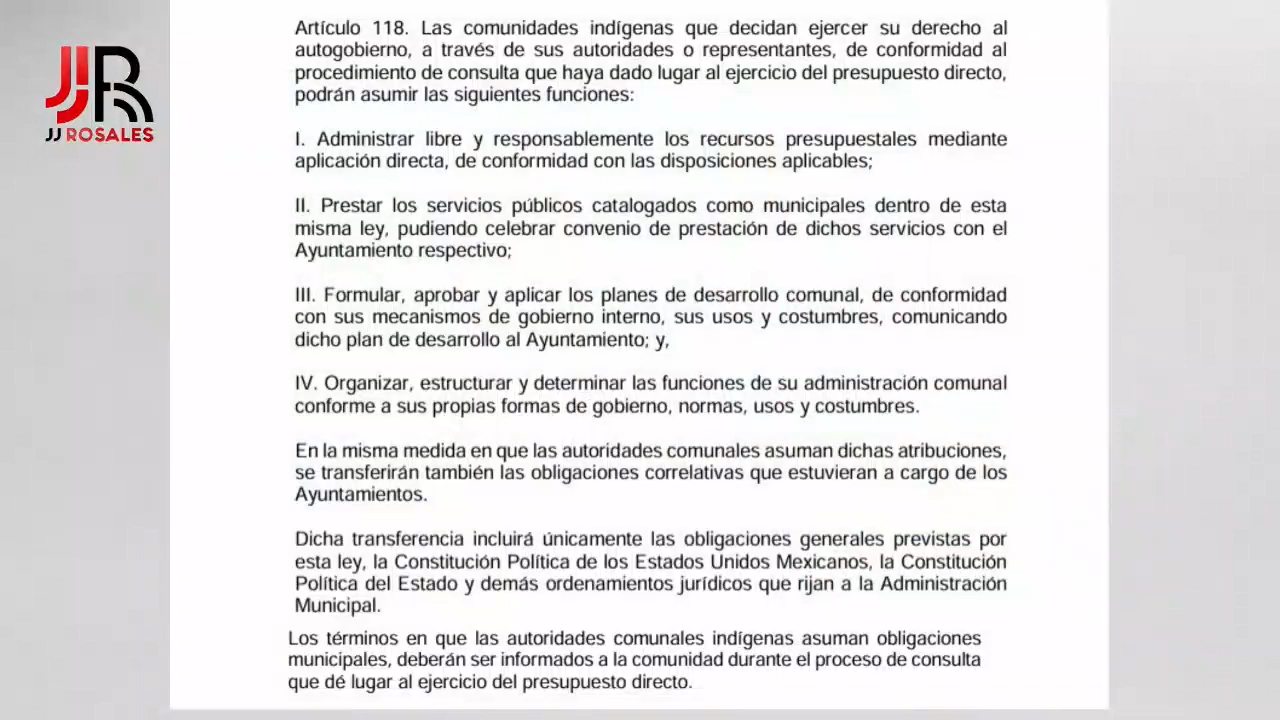 JJR
JJ ROSALES
Artículo 118. Las comunidades indígenas que decidan ejercer su derecho al
autogobierno, a través de sus autoridades o representantes, de conformidad al
procedimiento de consulta que haya dado lugar al ejercicio del presupuesto directo,
podrán asumir las siguientes funciones:
I. Administrar libre y responsablemente los recursos presupuestales mediante
aplicación directa, de conformidad con las disposiciones aplicables;
II. Prestar los servicios públicos catalogados como municipales dentro de esta
misma ley, pudiendo celebrar convenio de prestación de dichos servicios con el
Ayuntamiento respectivo;
III. Formular, aprobar y aplicar los planes de desarrollo comunal, de conformidad
con sus mecanismos de gobierno interno, sus usos y costumbres, comunicando
dicho plan de desarrollo al Ayuntamiento; y,
IV. Organizar, estructurar y determinar las funciones de su administración comunal
conforme a sus propias formas de gobierno, normas, usos y costumbres.
En la misma medida en que las autoridades comunales asuman dichas atribuciones,
se transferirán también las obligaciones correlativas que estuvieran a cargo de los
Ayuntamientos.
Dicha transferencia incluirá únicamente las obligaciones generales previstas por
esta ley, la Constitución Política de los Estados Unidos Mexicanos, la Constitución
Política del Estado y demás ordenamientos jurídicos que rijan a la Administración
Municipal.
Los términos en que las autoridades comunales indígenas asuman obligaciones
municipales, deberán ser informados a la comunidad durante el proceso de consulta
que dé lugar al ejercicio del presupuesto directo.